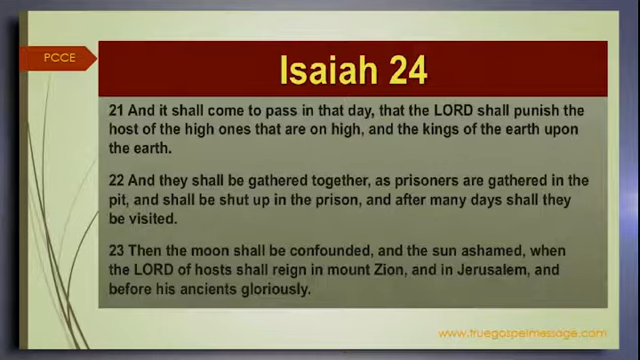 PCCE
Isaiah 24
21 And it shall come to pass in that day, that the LORD shall punish the
host of the high ones that are on high, and the kings of the earth upon
the earth.
22 And they shall be gathered together, as prisoners are gathered in the
pit, and shall be shut up in the prison, and after many days shall they
be visited.
23 Then the moon shall be confounded, and the sun ashamed, when
the LORD of hosts shall reign in mount Zion, and in Jerusalem, and
before his ancients gloriously.
www.truegospelmessage.com